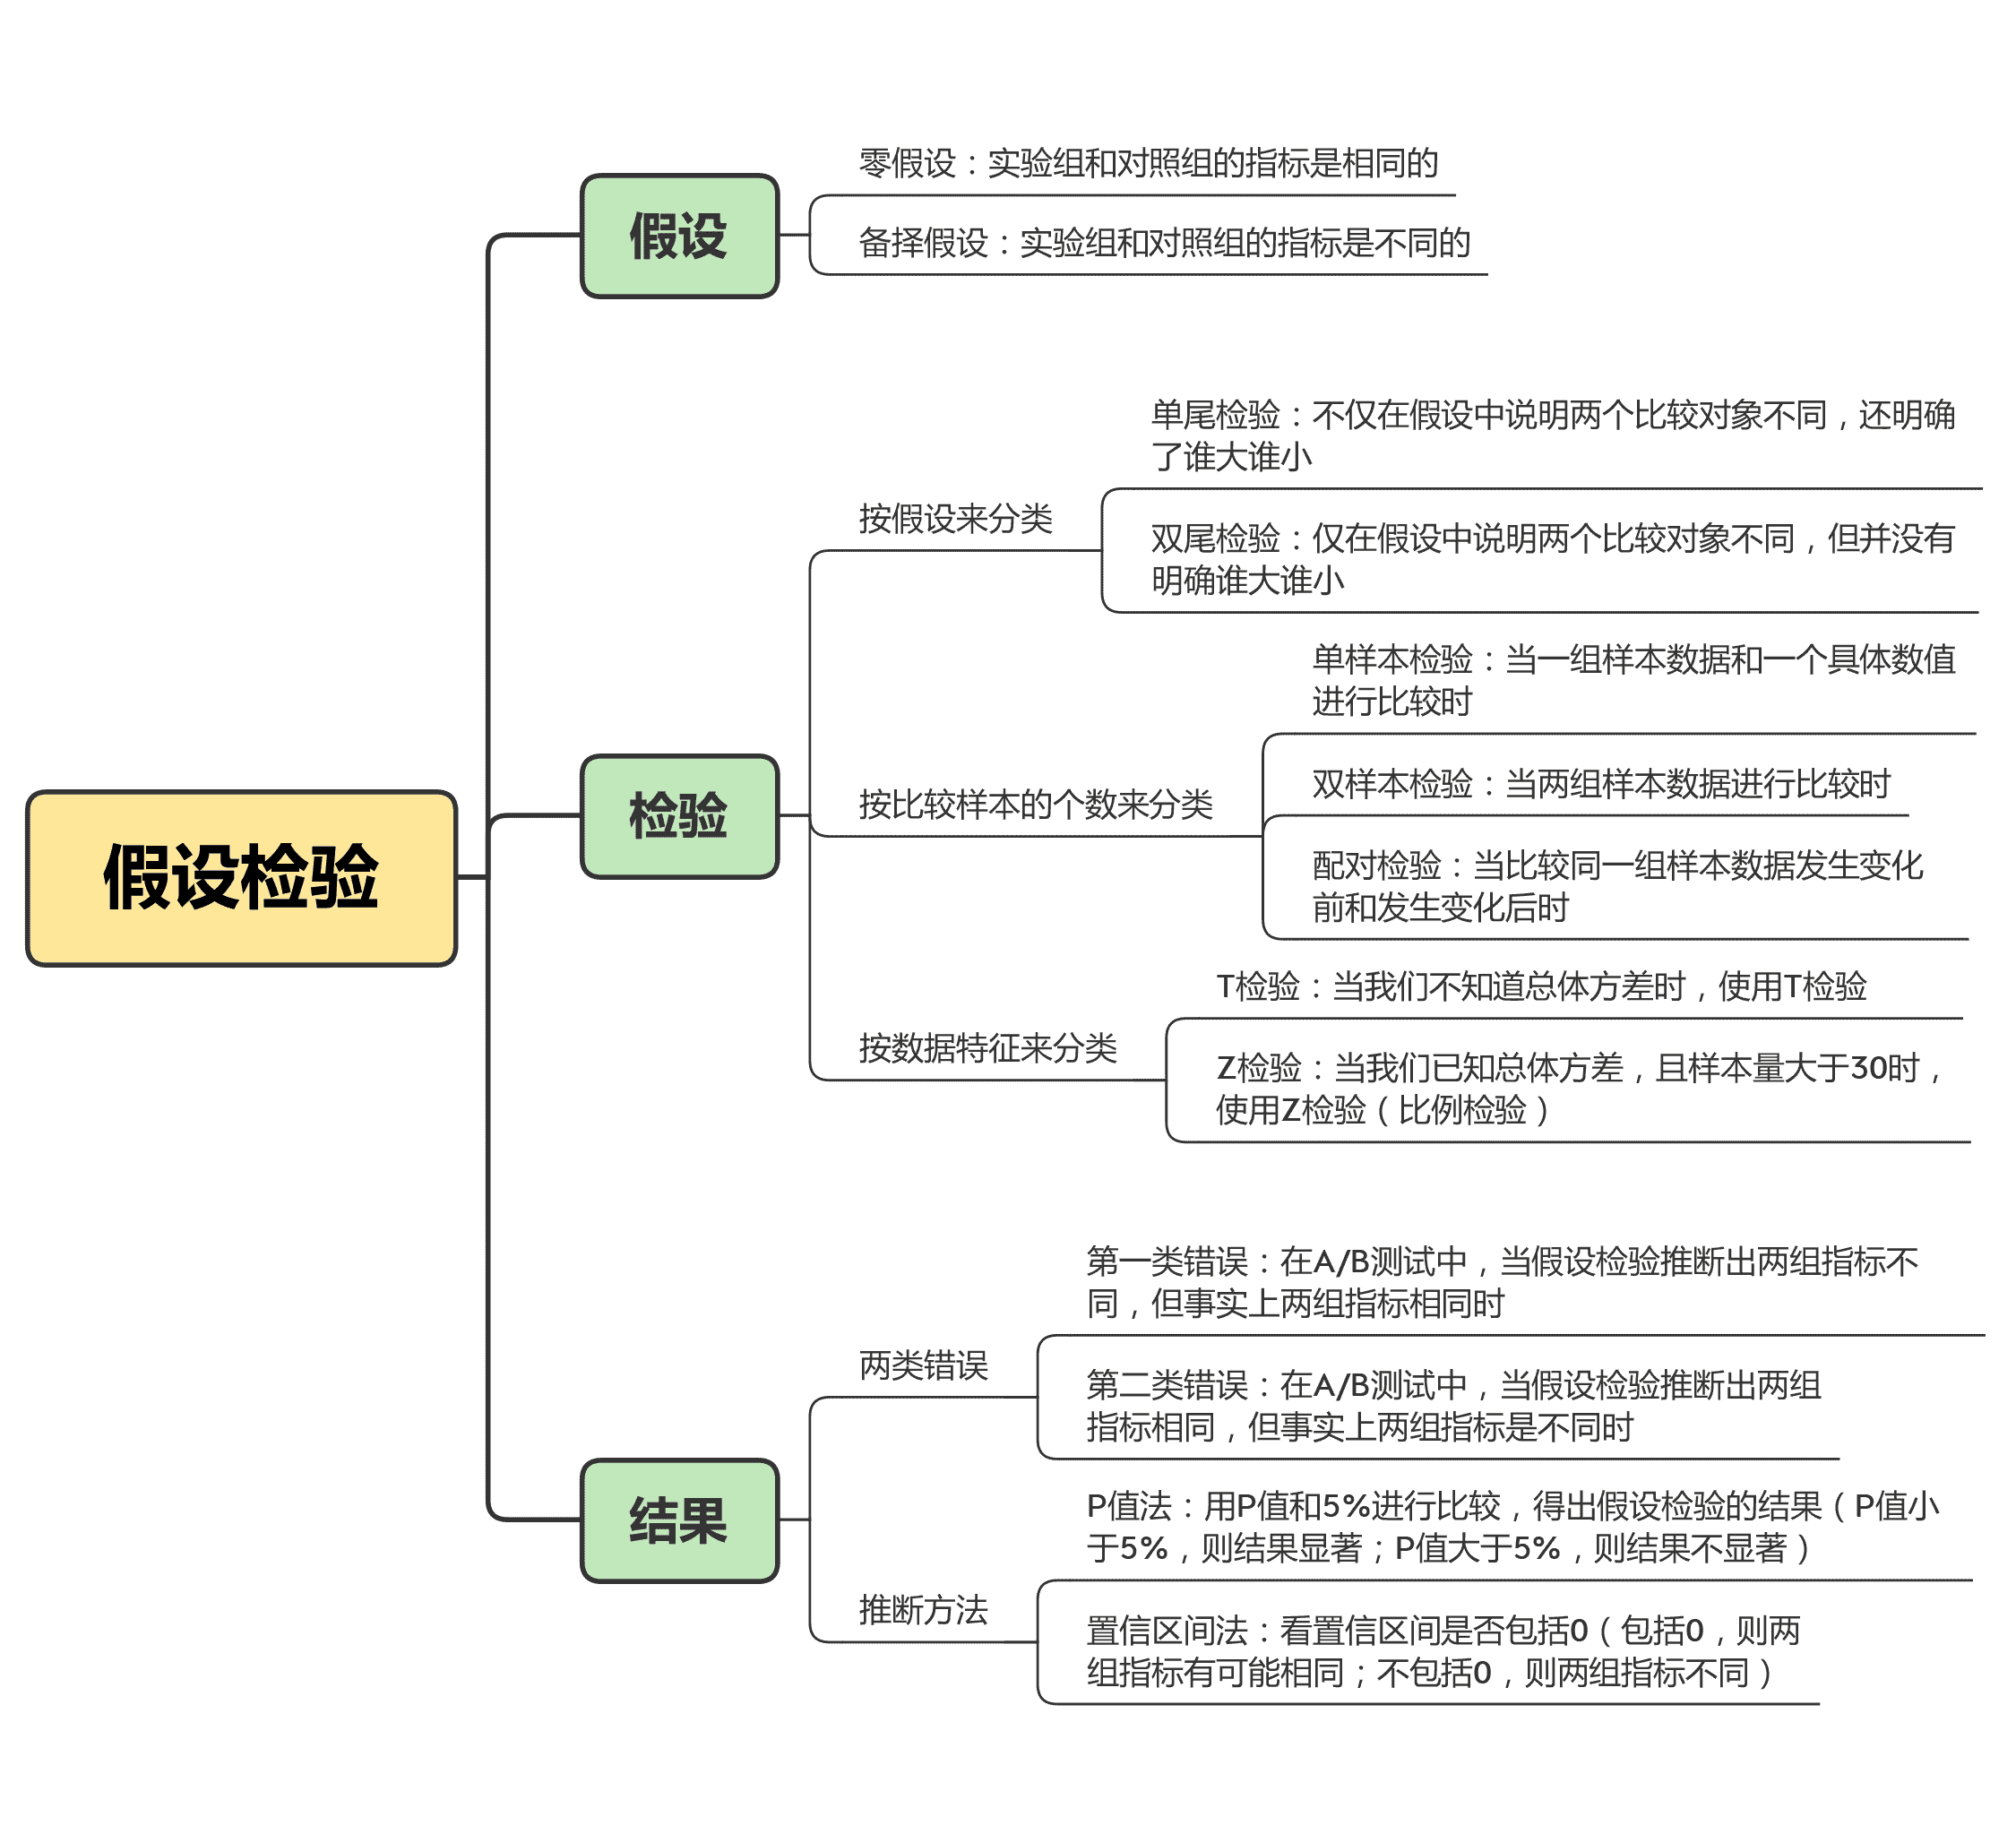 假设检验
假设
零假设：实验组和对照组的指标是相同的
备择假设：实验组和对照组的指标是不同的
检验
按假设来分类
单尾检验：不仅在假设中说明两个比较对象不同，还明确
了谁大谁小
双尾检验：仅在假设中说明两个比较对象不同，但并没有
明确谁大谁小
按比较样本的个数来分类
单样本检验：当一组样本数据和一个具体数值
进行比较时
双样本检验：当两组样本数据进行比较时
配对检验：当比较同一组样本数据发生变化
前和发生变化后时
按数据特征来分类
T检验：当我们不知道总体方差时，使用T检验
Z检验：当我们已知总体方差，且样本量大于30时，
使用Z检验（比例检验）
结果
两类错误
第一类错误：在A/B测试中，当假设检验推断出两组指标不
同，但事实上两组指标相同时
第二类错误：在A/B测试中，当假设检验推断出两组
指标相同，但事实上两组指标是不同时
推断方法
P值法：用P值和5%进行比较，得出假设检验的结果（P值小
于5%，则结果显著；P值大于5%，则结果不显著）
置信区间法：看置信区间是否包括0（包括0，则两
组指标有可能相同；不包括0，则两组指标不同）